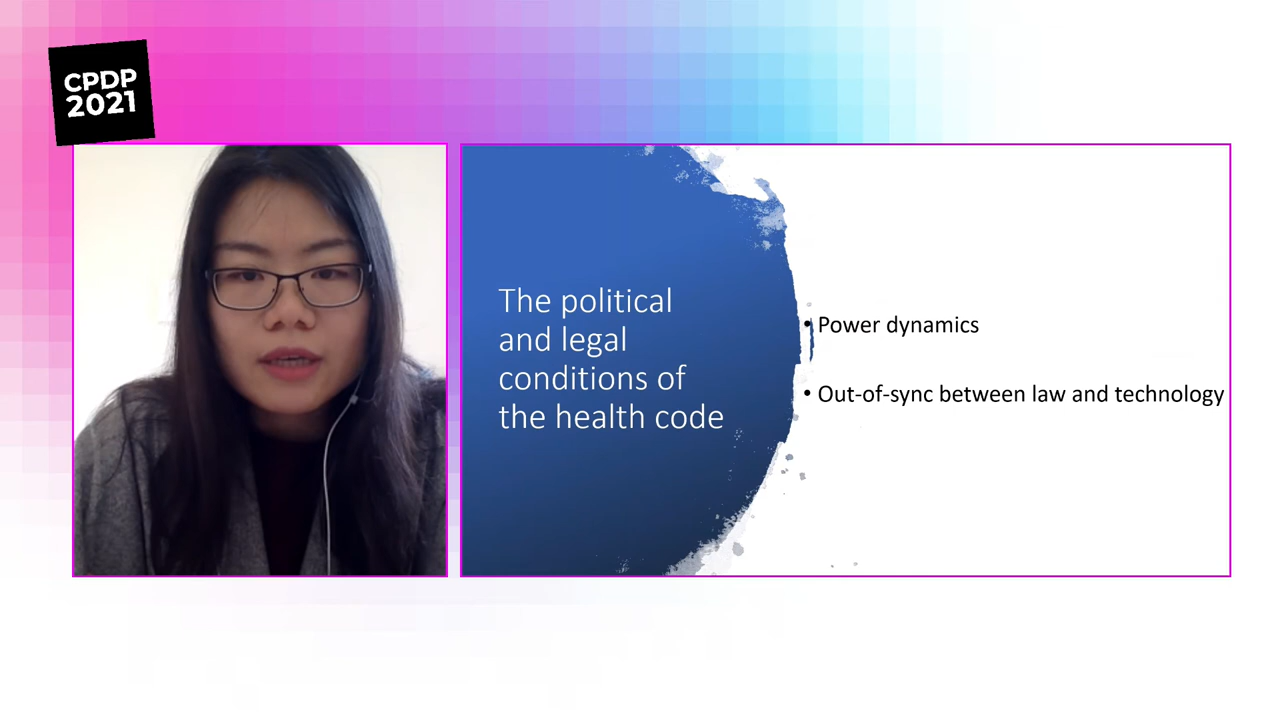 CPDP
2021
The political
and legal
conditions of
the health code
• Power dynamics
• Out-of-sync between law and technology